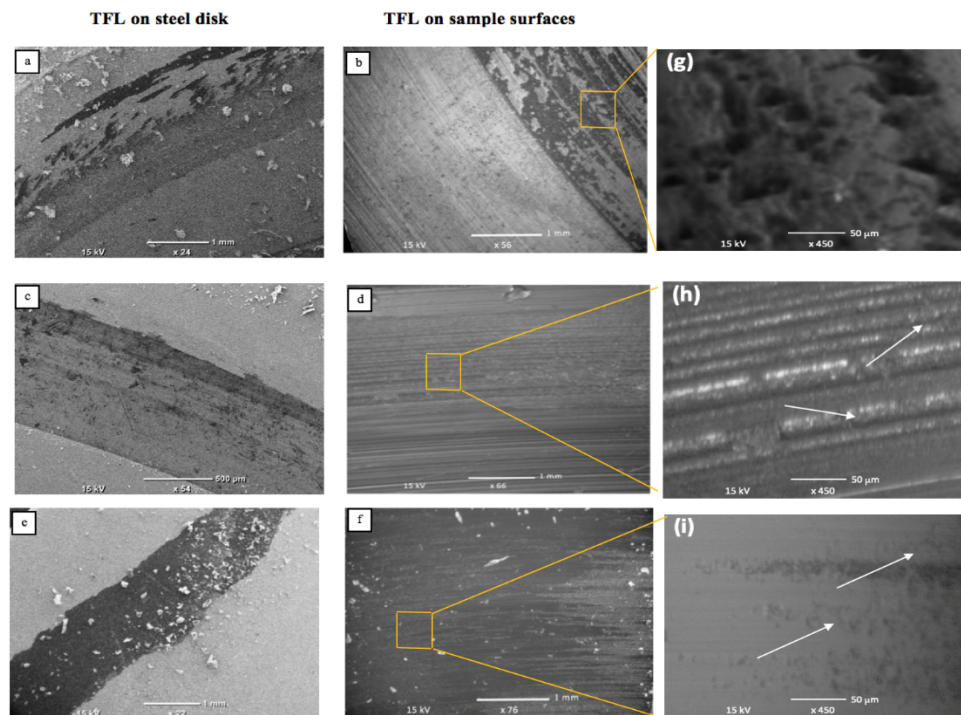 TFL on steel disk
TFL on sample surfaces
a
15 kV
x 24
1 mm
b
15 kV
x 56
1 mm
(g)
15 kV
x 450
50 μm
c
15 kV
x 54
500 μm
d
15 kV
x 66
1 mm
(h)
15 kV
x 450
50 μm
e
15 kV
1 mm
f
15 kV
x 76
1 mm
(i)
15 kV
x 450
50 μm